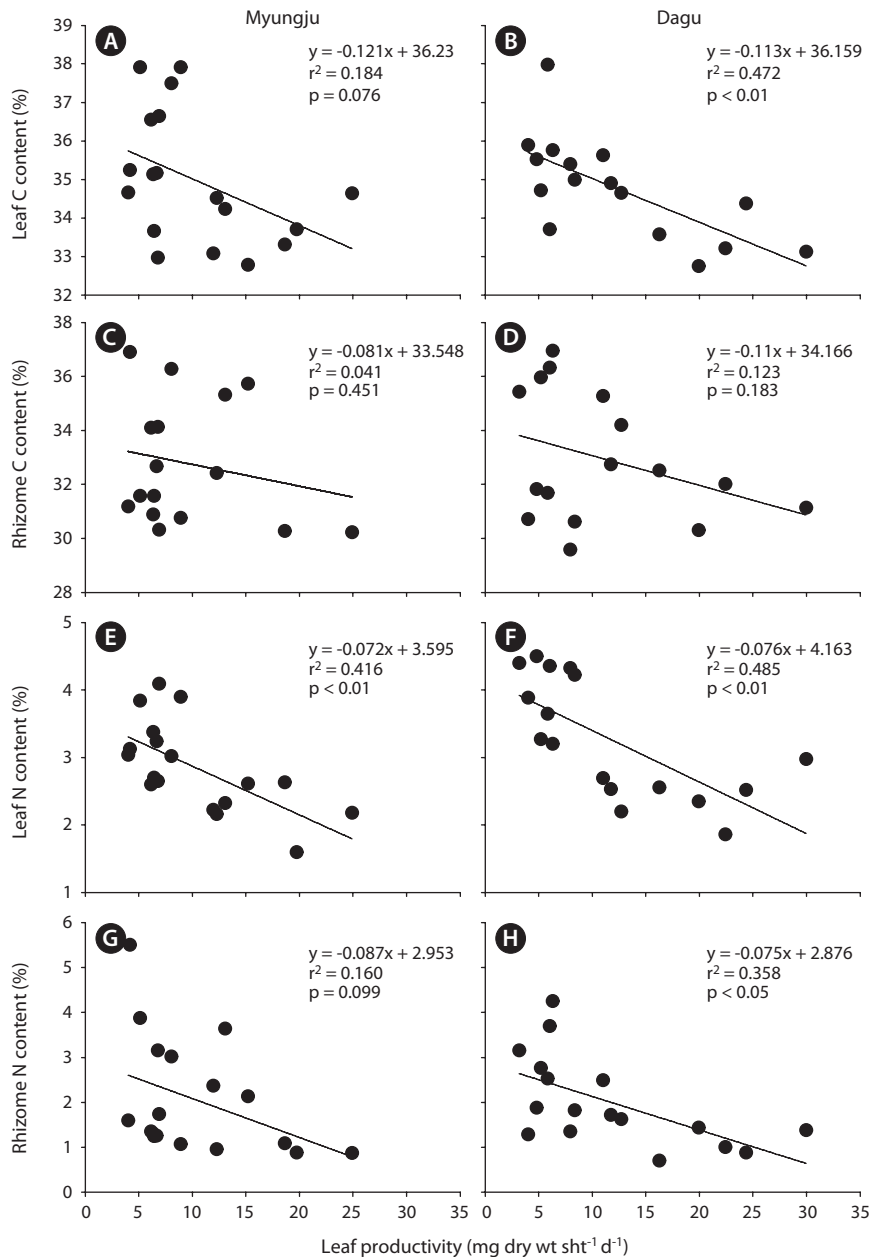 Myungju
Dagu
A
y = -0.121x + 36.23
r² = 0.184
p = 0.076
39
38
37
36
35
34
33
32
Leaf C content (%)
B
y = -0.113x + 36.159
r² = 0.472
p < 0.01
C
y = -0.081x + 33.548
r² = 0.041
p = 0.451
38
36
34
32
30
28
Rhizome C content (%)
D
y = -0.11x + 34.166
r² = 0.123
p = 0.183
E
y = -0.072x + 3.595
r² = 0.416
p < 0.01
5
4
3
2
1
Leaf N content (%)
F
y = -0.076x + 4.163
r² = 0.485
p < 0.01
G
y = -0.087x + 2.953
r² = 0.160
p = 0.099
6
5
4
3
2
1
0
Rhizome N content (%)
H
y = -0.075x + 2.876
r² = 0.358
p < 0.05
0 5 10 15 20 25 30 35
0 5 10 15 20 25 30 35
Leaf productivity (mg dry wt sht⁻¹ d⁻¹)